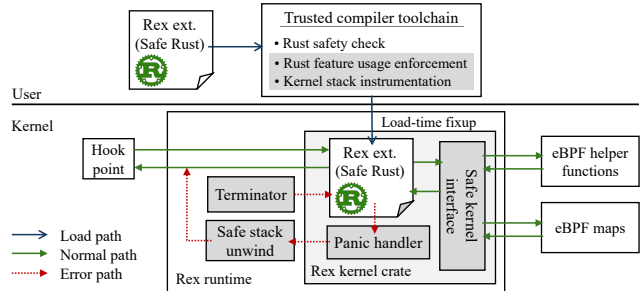 Rex ext.
(Safe Rust)
Trusted compiler toolchain
• Rust safety check
• Rust feature usage enforcement
• Kernel stack instrumentation
User
Kernel
Load-time fixup
Hook
point
Rex ext.
(Safe Rust)
Safe kernel
interface
eBPF helper
functions
Terminator
Safe stack
unwind
Panic handler
eBPF maps
Load path
Normal path
Error path
Rex runtime
Rex kernel crate